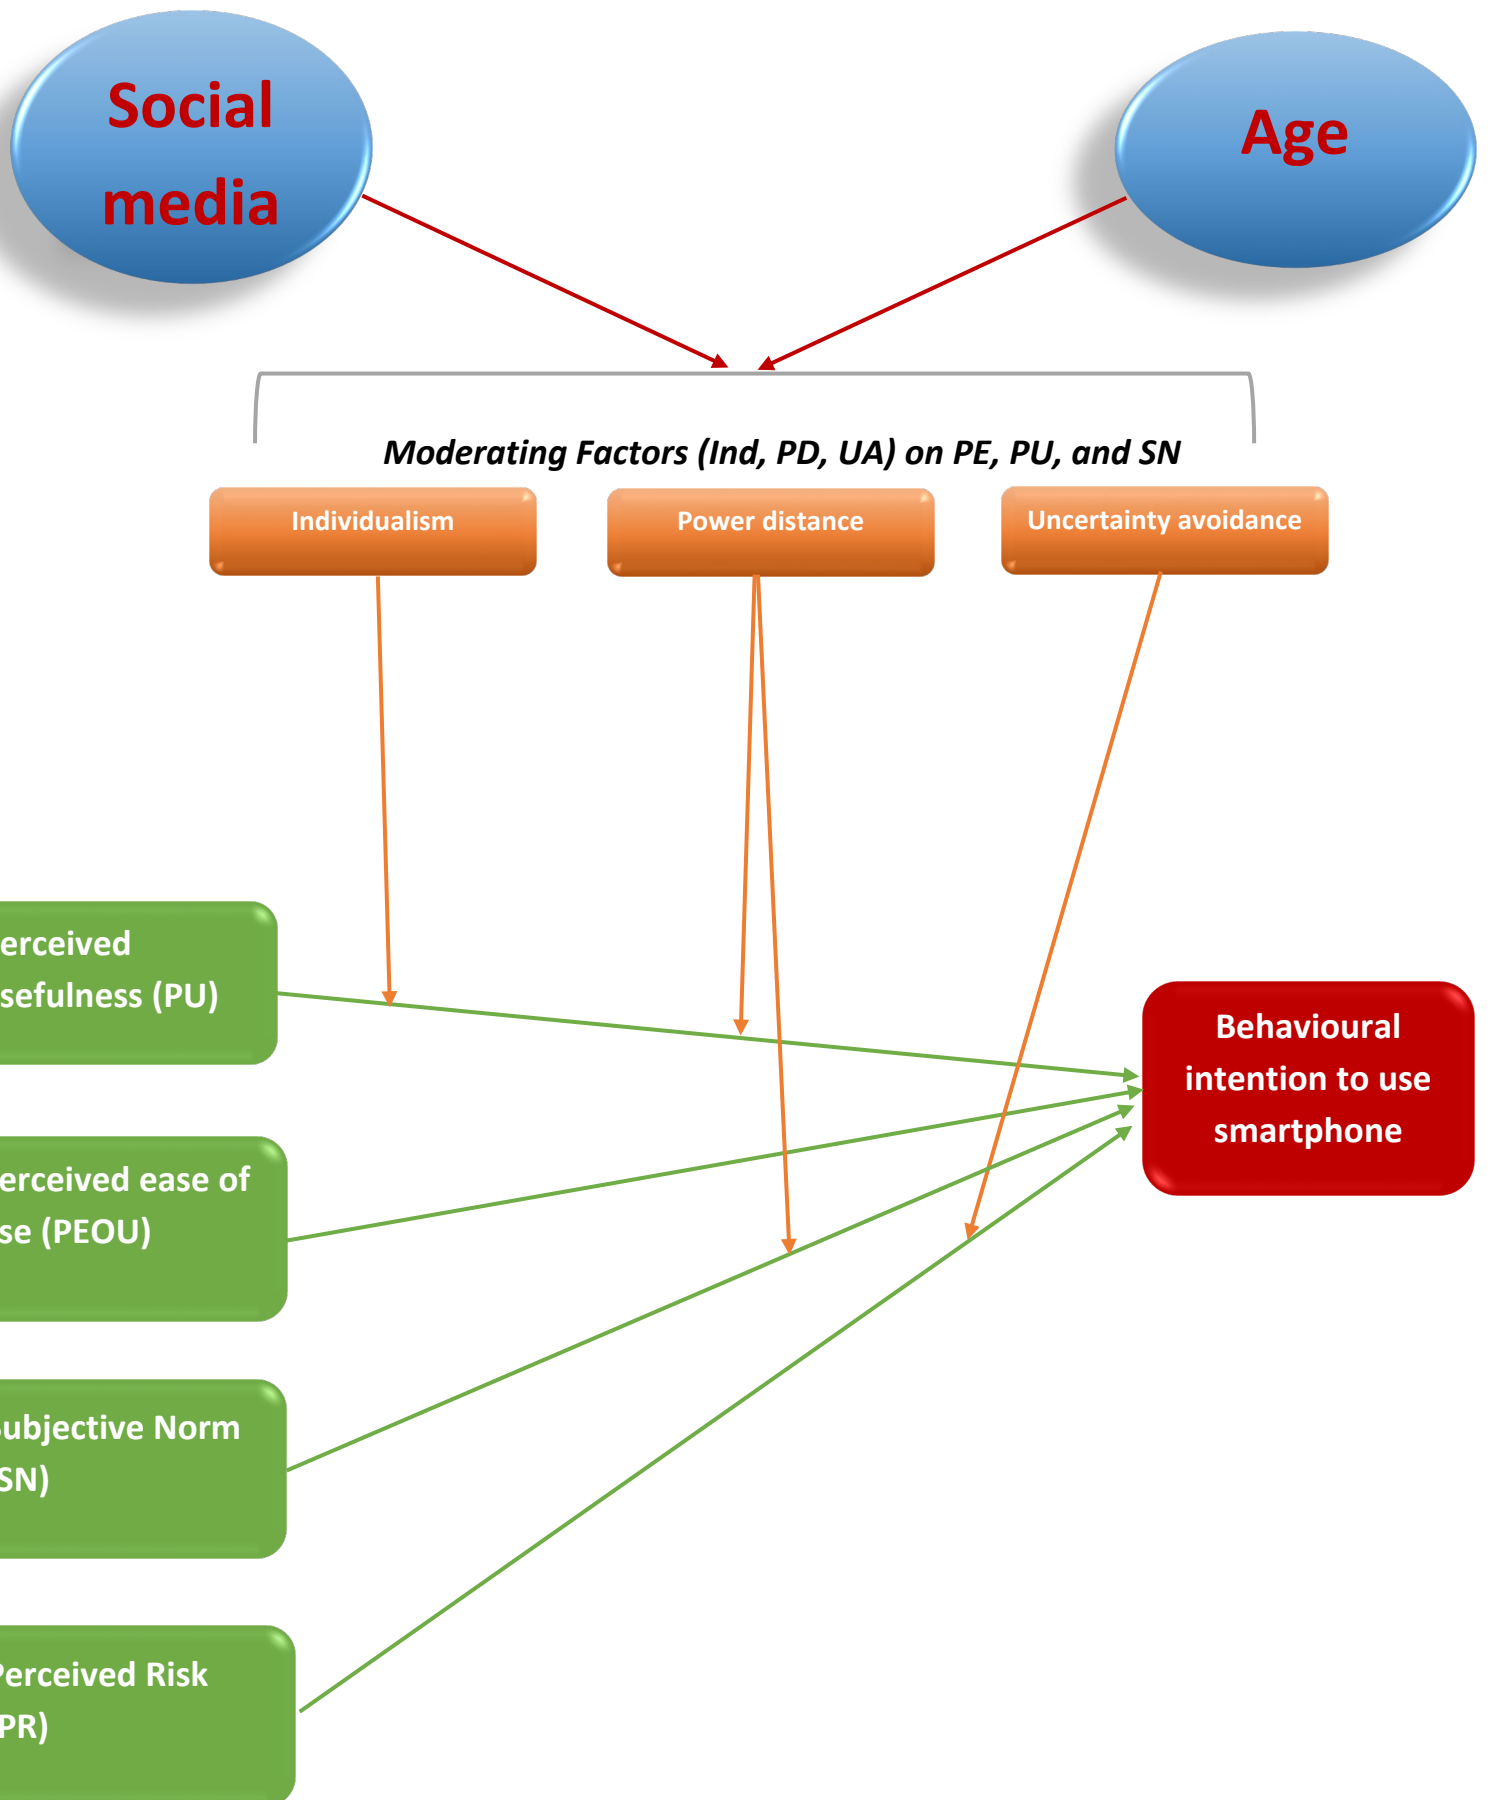 Social
media
Age
Moderating Factors (Ind, PD, UA) on PE, PU, and SN
Individualism
Power distance
Uncertainty avoidance
erceived
sefulness (PU)
Behavioural
intention to use
smartphone
erceived ease of
se (PEOU)
ubjective Norm
SN)
Perceived Risk
PR)